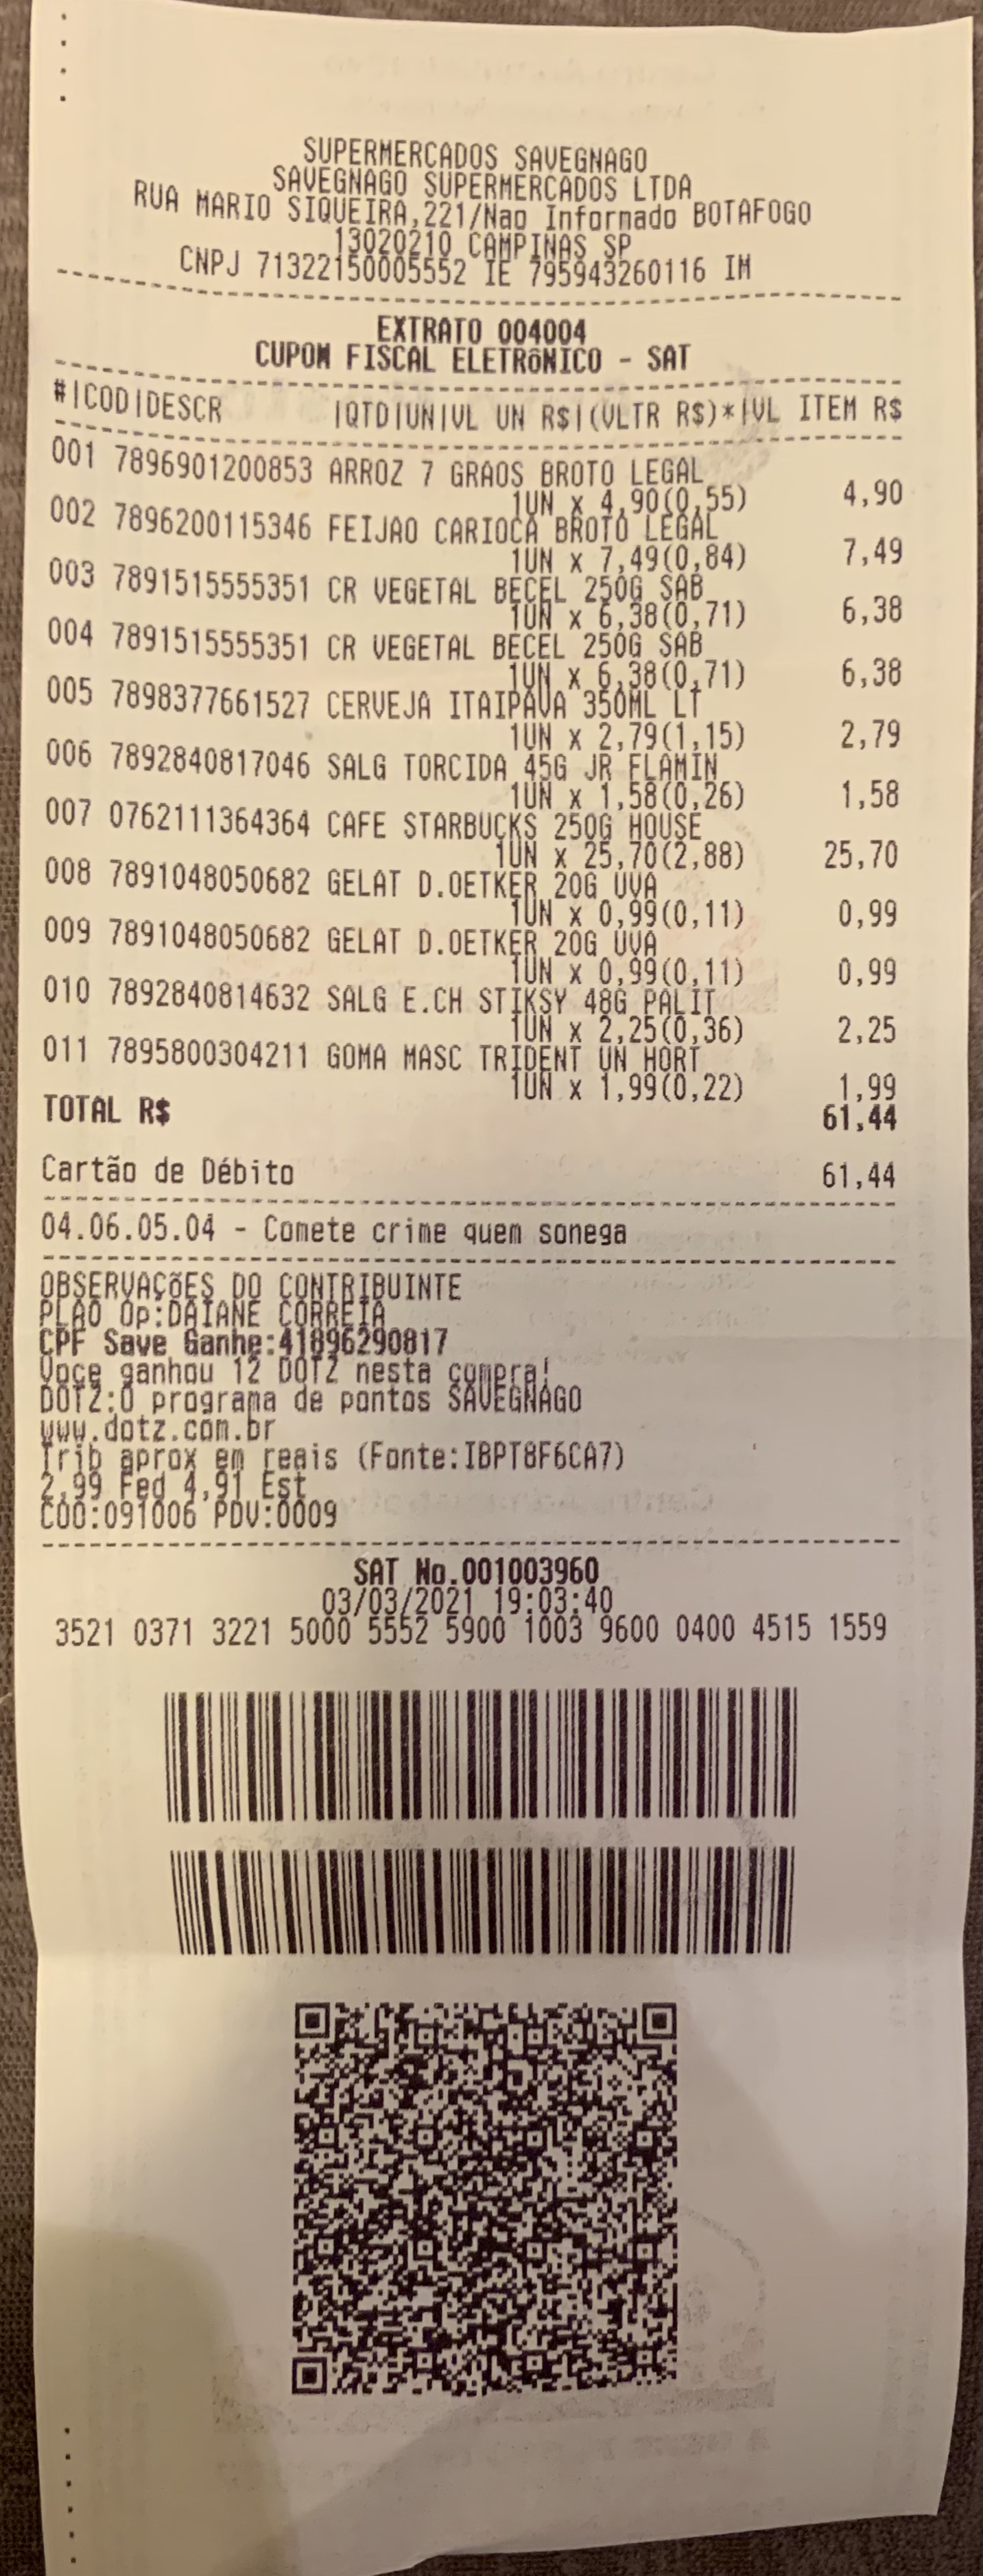 SUPERMERCADOS SAVEGNAGO
SAVEGNAGO SUPERMERCADOS LTDA
RUA MARIO SIQUEIRA,221/Nao Informado BOTAFOGO
13020210 CAMPINAS SP
CNPJ 71322150005552 IE 795943260116 IM
EXTRATO 004004
CUPOM FISCAL ELETRôNICO - SAT
#|COD|DESCR |QTD|UN|VL UN R$|(VLTR R$)*|VL ITEM R$
001 7896901200853 ARROZ 7 GRAOS BROTO LEGAL
1UN x 4,90(0,55) 4,90
002 7896200115346 FEIJAO CARIOCA BROTO LEGAL
1UN x 7,49(0,84) 7,49
003 7891515555351 CR VEGETAL BECEL 250G SAB
1UN x 6,38(0,71) 6,38
004 7891515555351 CR VEGETAL BECEL 250G SAB
1UN x 6,38(0,71) 6,38
005 7898377661527 CERVEJA ITAIPAVA 350ML LT
1UN x 2,79(1,15) 2,79
006 7892840817046 SALG TORCIDA 45G JR FLAMIN
1UN x 1,58(0,26) 1,58
007 0762111364364 CAFE STARBUCKS 250G HOUSE
1UN x 25,70(2,88) 25,70
008 7891048050682 GELAT D.OETKER 20G UVA
1UN x 0,99(0,11) 0,99
009 7891048050682 GELAT D.OETKER 20G UVA
1UN x 0,99(0,11) 0,99
010 7892840814632 SALG E.CH STIKSY 48G PALIT
1UN x 2,25(0,36) 2,25
011 7895800304211 GOMA MASC TRIDENT UN HORT
1UN x 1,99(0,22) 1,99
TOTAL R$ 61,44
Cartão de Débito 61,44
04.06.05.04 - Comete crime quem sonega
OBSERVAÇõES DO CONTRIBUINTE
PLAO Op:DAIANE CORREIA
CPF Save Ganhe:41896290817
Voce ganhou 12 DOTZ nesta compra!
DOTZ:O programa de pontos SAVEGNAGO
www.dotz.com.br
Trib aprox em reais (Fonte:IBPT8F6CA7)
2,99 Fed 4,91 Est
COO:091006 PDV:0009
SAT No.001003960
03/03/2021 19:03:40
3521 0371 3221 5000 5552 5900 1003 9600 0400 4515 1559